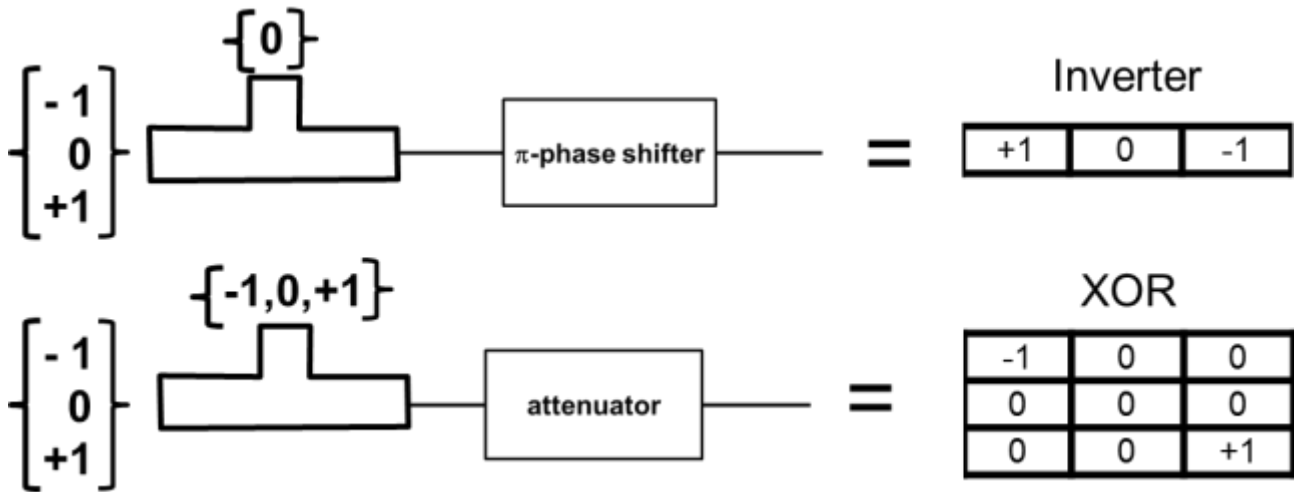 {0}
- 1
0
+1
π-phase shifter
=
Inverter
+1 0 -1
{-1,0,+1}
- 1
0
+1
attenuator
=
XOR
-1 0 0
0 0 0
0 0 +1